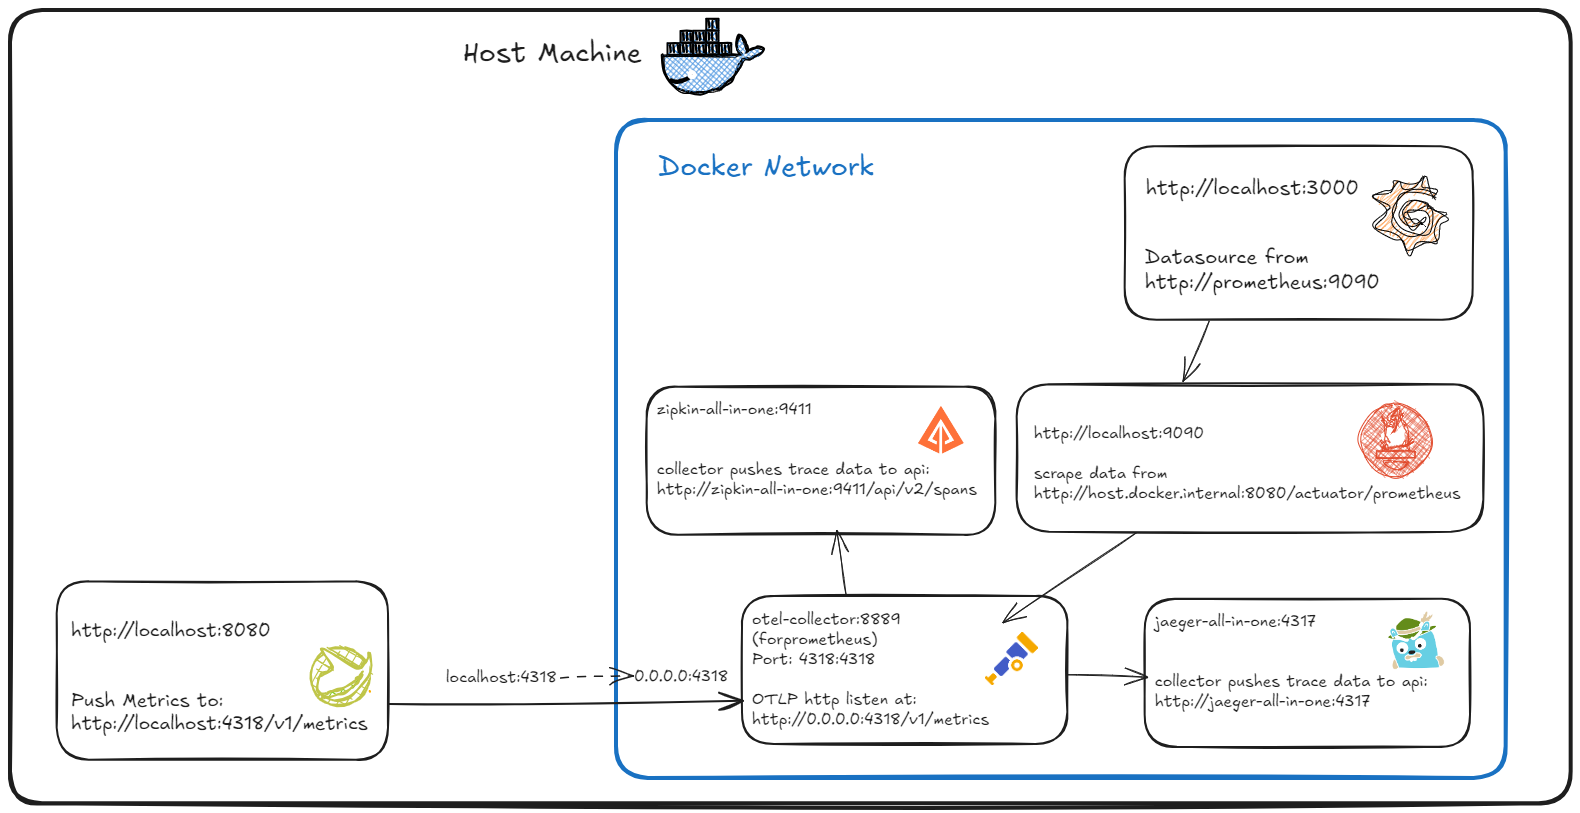 Host Machine
Docker Network
http://localhost:3000
Datasource from
http://prometheus:9090
zipkin-all-in-one:9411
collector pushes trace data to api:
http://zipkin-all-in-one:9411/api/v2/spans
http://localhost:9090
scrape data from
http://host.docker.internal:8080/actuator/prometheus
http://localhost:8080
Push Metrics to:
http://localhost:4318/v1/metrics
localhost:4318
0.0.0.0:4318
otel-collector:8889
(forprometheus)
Port: 4318:4318
OTLP http listen at:
http://0.0.0.0:4318/v1/metrics
jaeger-all-in-one:4317
collector pushes trace data to api:
http://jaeger-all-in-one:4317